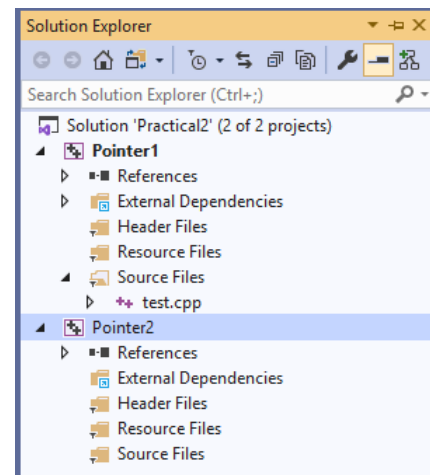 Solution Explorer
Search Solution Explorer (Ctrl+;)
Solution 'Practical2' (2 of 2 projects)
Pointer1
References
External Dependencies
Header Files
Resource Files
Source Files
test.cpp
Pointer2
References
External Dependencies
Header Files
Resource Files
Source Files